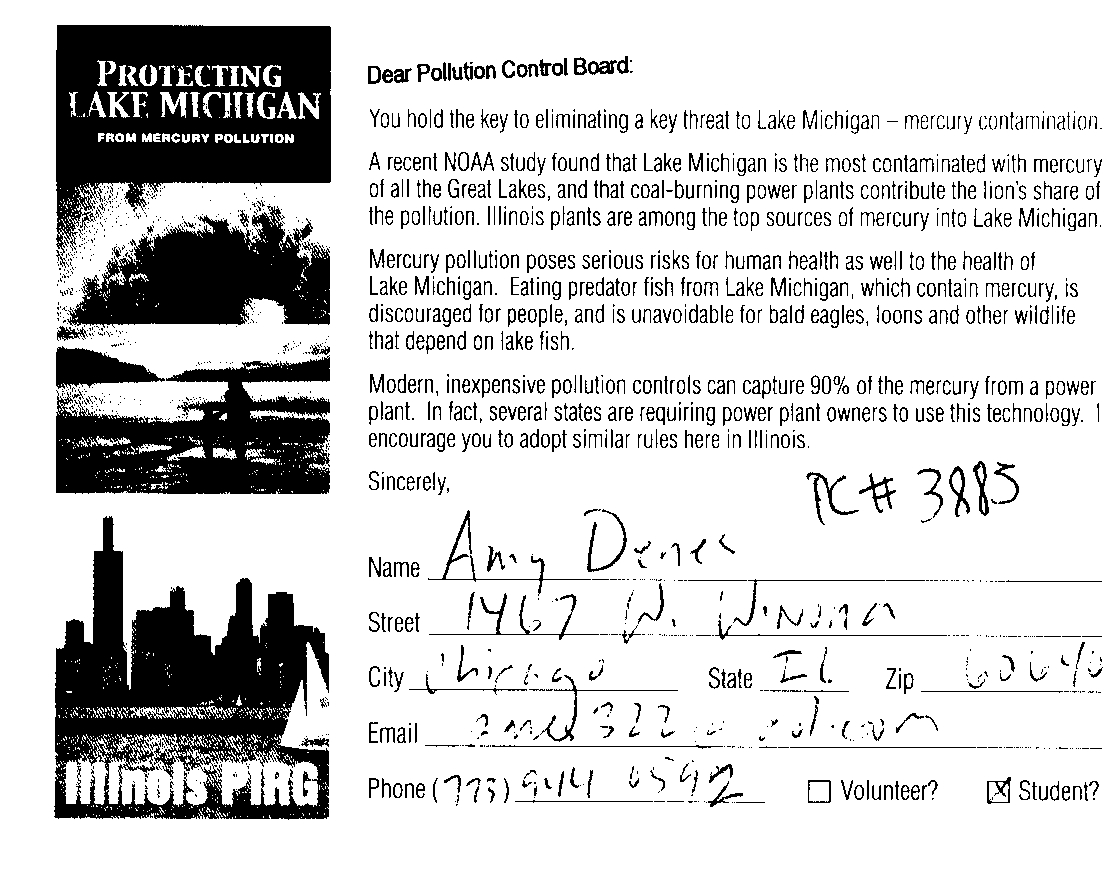 PROTECTING
LAKE MICHIGAN
FROM MERCURY POLLUTION
Illinois PIRG
Dear Pollution Control Board:
You hold the key to eliminating a key threat to Lake Michigan – mercury contamination.
A recent NOAA study found that Lake Michigan is the most contaminated with mercury
of all the Great Lakes, and that coal-burning power plants contribute the lion's share of
the pollution. Illinois plants are among the top sources of mercury into Lake Michigan.
Mercury pollution poses serious risks for human health as well to the health of
Lake Michigan. Eating predator fish from Lake Michigan, which contain mercury, is
discouraged for people, and is unavoidable for bald eagles, loons and other wildlife
that depend on lake fish.
Modern, inexpensive pollution controls can capture 90% of the mercury from a power
plant. In fact, several states are requiring power plant owners to use this technology. I
encourage you to adopt similar rules here in Illinois.
Sincerely,
PC# 3885
Name Amy
Street 1467 W. Winona
City Chicago State IL Zip 60640
Email
Phone (773) 944 0592 Volunteer? Student?